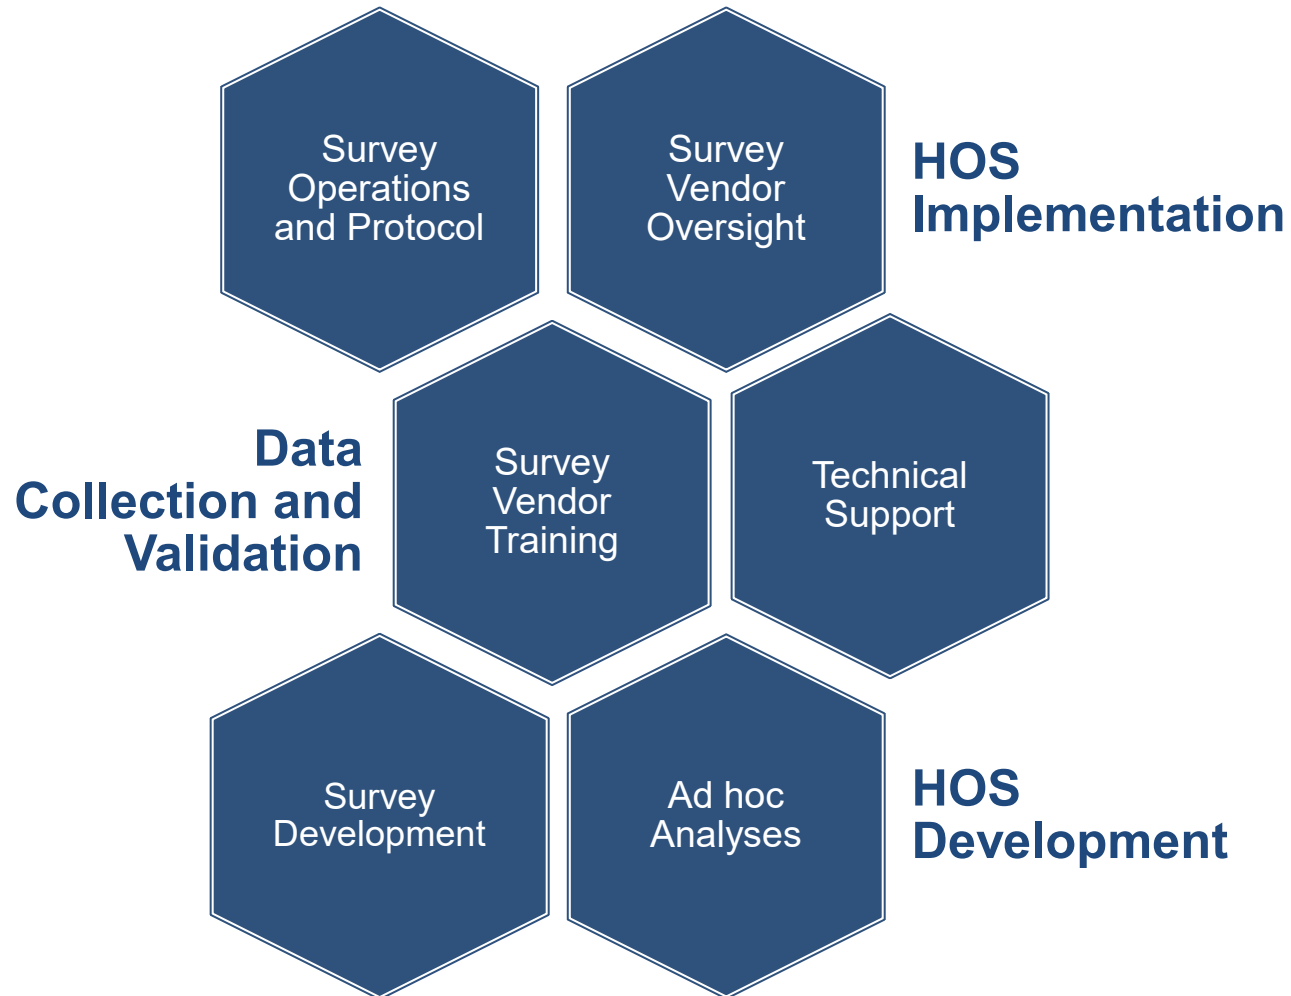 Survey
Operations
and Protocol
Survey
Vendor
Oversight
HOS
Implementation
Data
Collection and
Validation
Survey
Vendor
Training
Technical
Support
Survey
Development
Ad hoc
Analyses
HOS
Development